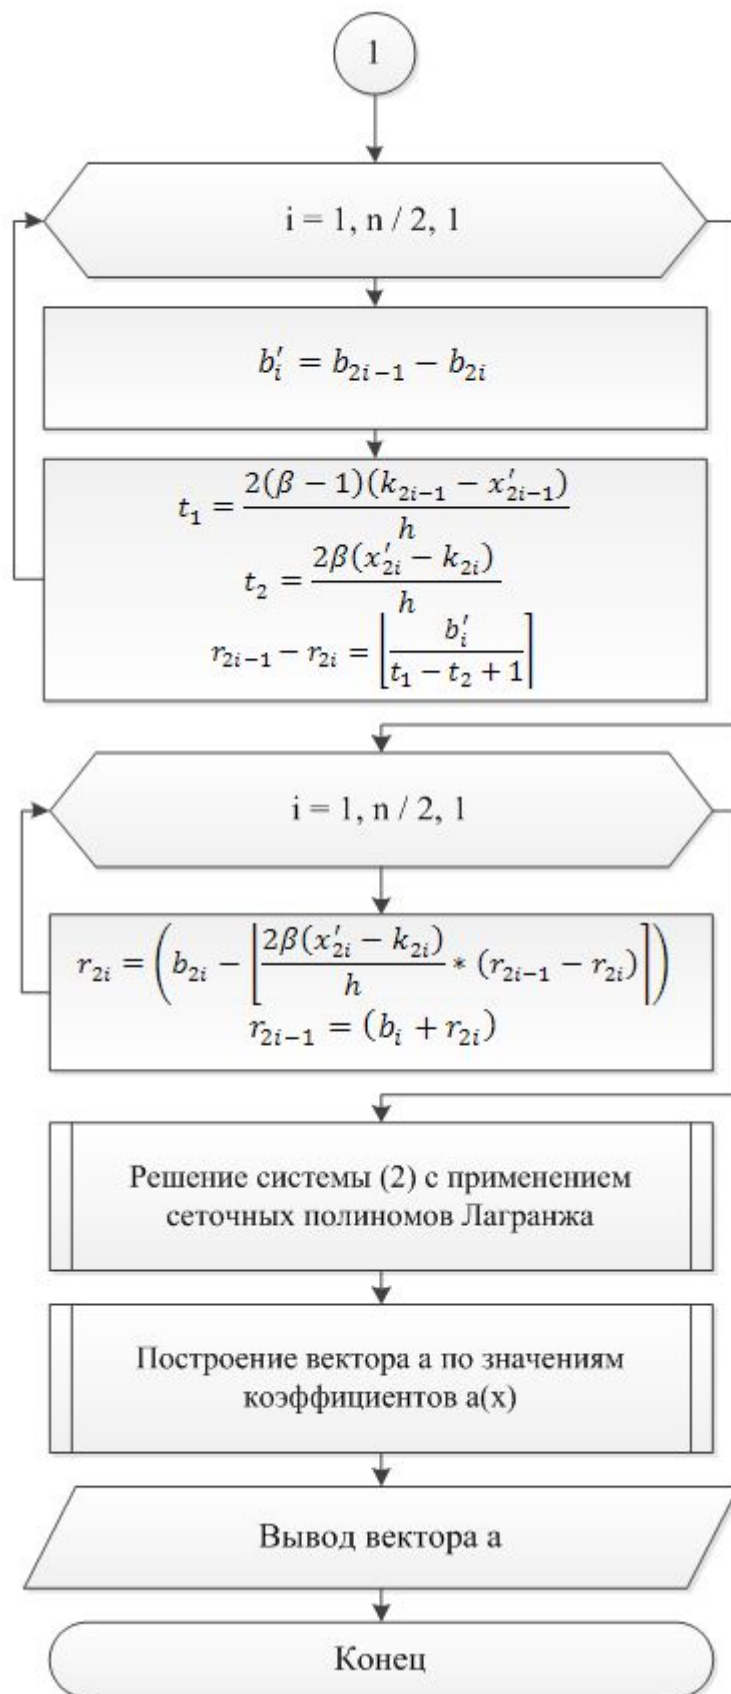 1
i = 1, n / 2, 1
b′ᵢ = b₂ᵢ₋₁ − b₂ᵢ
t₁ = 2(β − 1)(k₂ᵢ₋₁ − x′₂ᵢ₋₁) / h
t₂ = 2β(x′₂ᵢ − k₂ᵢ) / h
r₂ᵢ₋₁ − r₂ᵢ = ⌊b′ᵢ / (t₁ − t₂ + 1)⌉
i = 1, n / 2, 1
r₂ᵢ = (b₂ᵢ − ⌊2β(x′₂ᵢ − k₂ᵢ) / h * (r₂ᵢ₋₁ − r₂ᵢ)⌉)
r₂ᵢ₋₁ = (bᵢ + r₂ᵢ)
Решение системы (2) с применением
сеточных полиномов Лагранжа
Построение вектора a по значениям
коэффициентов a(x)
Вывод вектора a
Конец